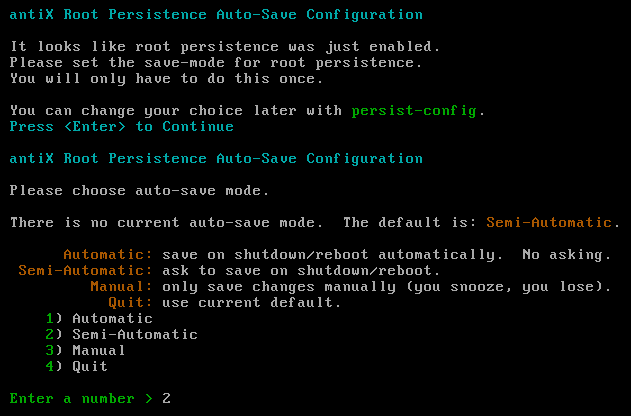 antiX Root Persistence Auto-Save Configuration
It looks like root persistence was just enabled.
Please set the save-mode for root persistence.
You will only have to do this once.
You can change your choice later with persist-config.
Press <Enter> to Continue
antiX Root Persistence Auto-Save Configuration
Please choose auto-save mode.
There is no current auto-save mode.  The default is: Semi-Automatic.
Automatic: save on shutdown/reboot automatically.  No asking.
Semi-Automatic: ask to save on shutdown/reboot.
Manual: only save changes manually (you snooze, you lose).
Quit: use current default.
1) Automatic
2) Semi-Automatic
3) Manual
4) Quit
Enter a number > 2